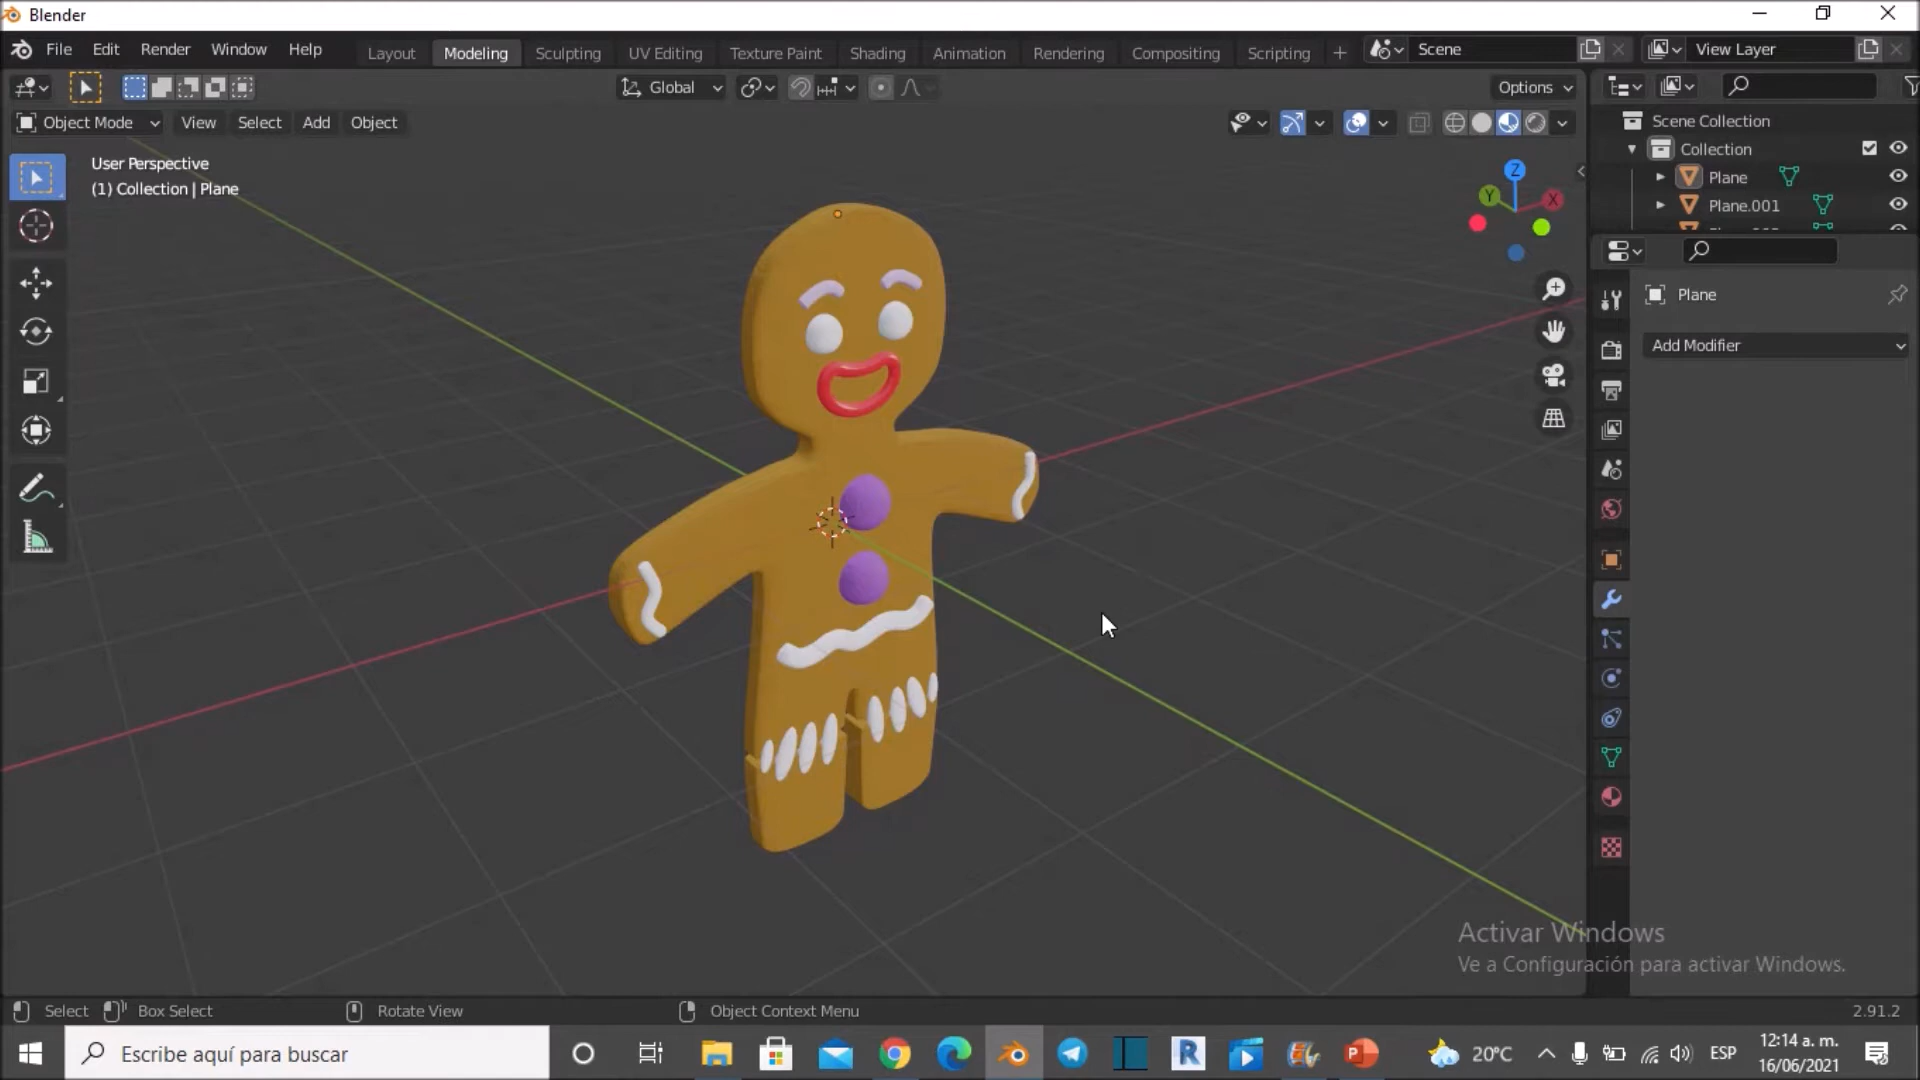 Blender
File Edit Render Window Help Layout Modeling Sculpting UV Editing Texture Paint Shading Animation Rendering Compositing Scripting + Scene View Layer
Global Options
Object Mode View Select Add Object
User Perspective
(1) Collection | Plane
Z
Y
X
Scene Collection
Collection
Plane
Plane.001
Plane
Add Modifier
Activar Windows
Ve a Configuración para activar Windows.
Select Box Select Rotate View Object Context Menu 2.91.2
Escribe aquí para buscar
20°C ESP 12:14 a. m.
16/06/2021